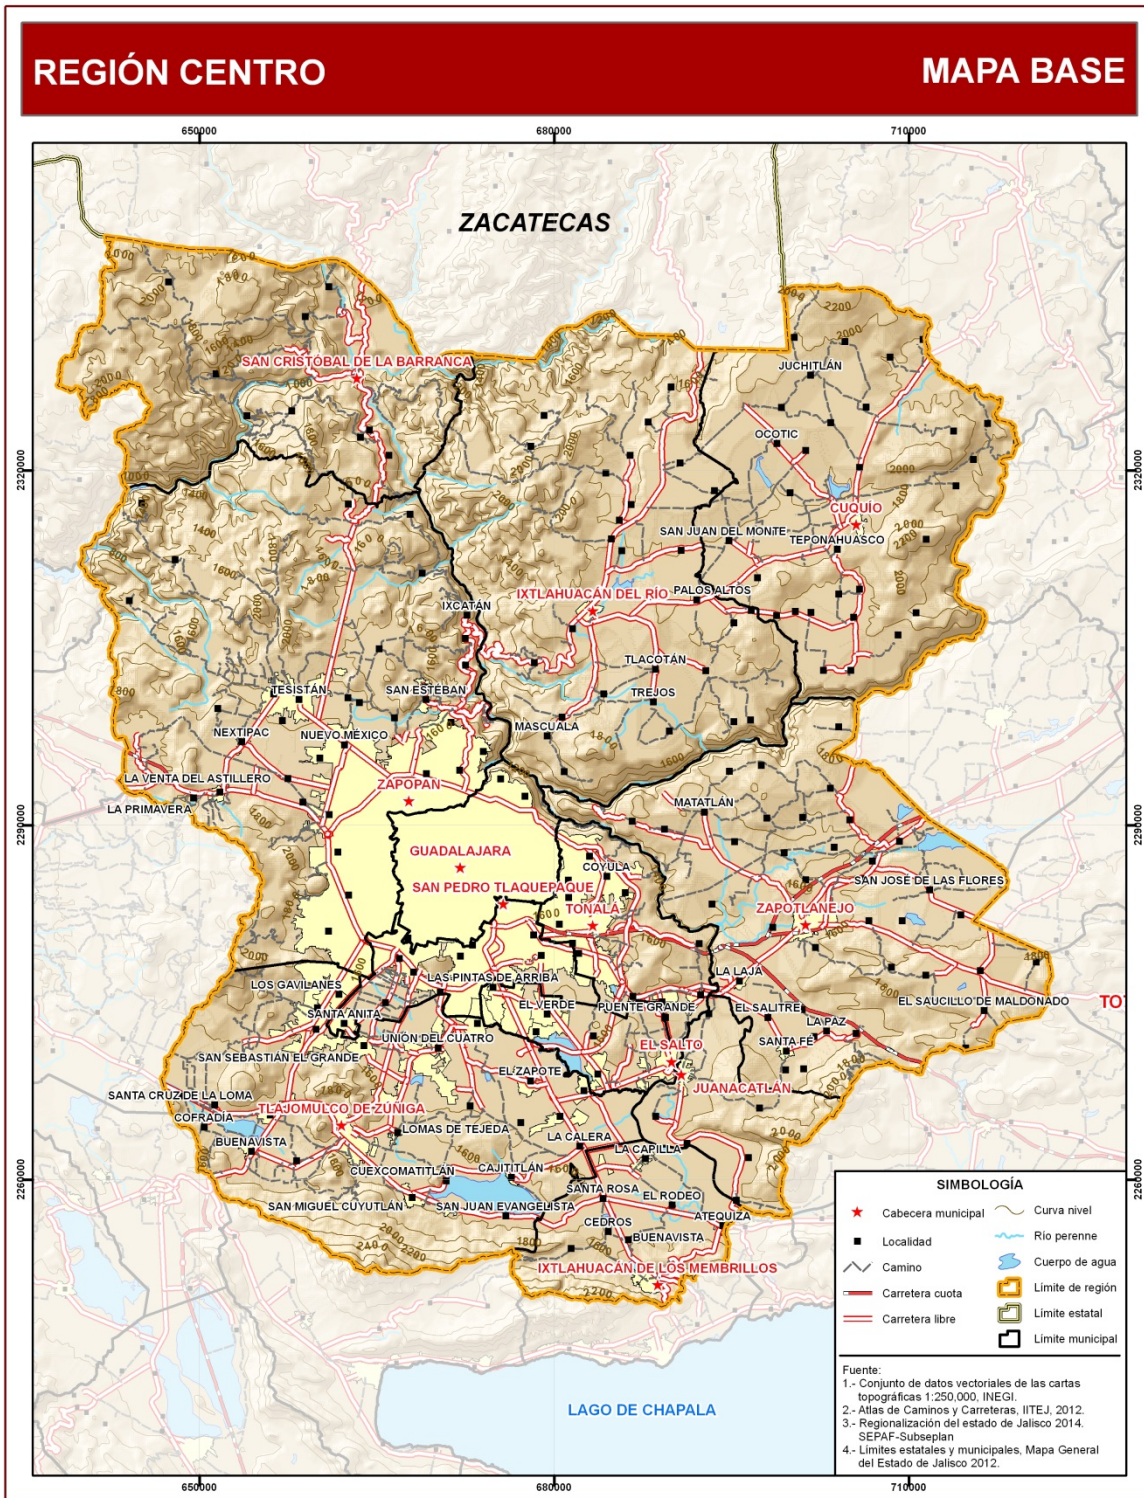 REGIÓN CENTRO
MAPA BASE
650000
680000
710000
ZACATECAS
2320000
2320000
2290000
2290000
2260000
2260000
SAN CRISTÓBAL DE LA BARRANCA
JUCHITLÁN
OCOTIC
CUQUÍO
SAN JUAN DEL MONTE
TEPONAHUASCO
PALOS ALTOS
IXTLAHUACÁN DEL RÍO
IXCATÁN
TLACOTÁN
TREJOS
MASCUALA
TESISTÁN
SAN ESTÉBAN
NEXTIPAC
NUEVO MÉXICO
LA VENTA DEL ASTILLERO
LA PRIMAVERA
ZAPOPAN
MATATLÁN
GUADALAJARA
COYULA
SAN PEDRO TLAQUEPAQUE
TONALÁ
SAN JOSÉ DE LAS FLORES
ZAPOTLANEJO
LAS PINTAS DE ARRIBA
LA LAJA
LOS GAVILANES
EL VERDE
PUENTE GRANDE
EL SALITRE
EL SAUCILLO DE MALDONADO
TOT
SANTA ANITA
LA PAZ
UNIÓN DEL CUATRO
SANTA FÉ
SAN SEBASTIÁN EL GRANDE
EL SALTO
EL ZAPOTE
JUANACATLÁN
SANTA CRUZ DE LA LOMA
COFRADÍA
TLAJOMULCO DE ZÚÑIGA
LOMAS DE TEJEDA
BUENAVISTA
LA CALERA
LA CAPILLA
CUEXCOMATITLÁN
CAJITITLÁN
SANTA ROSA
EL RODEO
SAN MIGUEL CUYUTLÁN
SAN JUAN EVANGELISTA
ATEQUIZA
CEDROS
BUENAVISTA
IXTLAHUACÁN DE LOS MEMBRILLOS
LAGO DE CHAPALA
SIMBOLOGÍA
Cabecera municipal
Curva nivel
Localidad
Río perenne
Camino
Cuerpo de agua
Carretera cuota
Límite de región
Carretera libre
Límite estatal
Límite municipal
Fuente:
1.- Conjunto de datos vectoriales de las cartas
topográficas 1:250,000, INEGI.
2.- Atlas de Caminos y Carreteras, IITEJ, 2012.
3.- Regionalización del estado de Jalisco 2014.
SEPAF-Subseplan
4.- Límites estatales y municipales, Mapa General
del Estado de Jalisco 2012.
650000
680000
710000